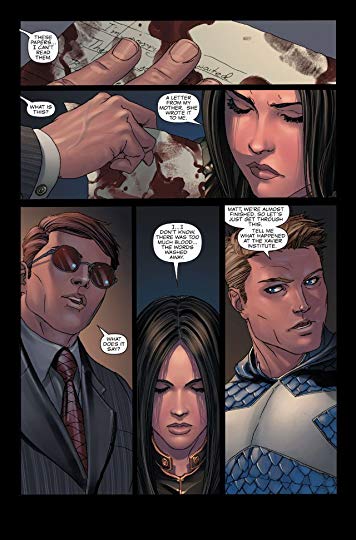 THESE
PAPERS...
I CAN'T
READ
THEM.
WHAT IS
THIS?
A LETTER
FROM MY
MOTHER. SHE
WROTE IT
TO ME.
WHAT
DOES IT
SAY?
I...I
DON'T KNOW.
THERE WAS
TOO MUCH
BLOOD...
THE WORDS
WASHED
AWAY.
MATT, WE'RE ALMOST
FINISHED. SO LET'S
JUST GET THROUGH
THIS.
TELL ME
WHAT HAPPENED
AT THE XAVIER
INSTITUTE.